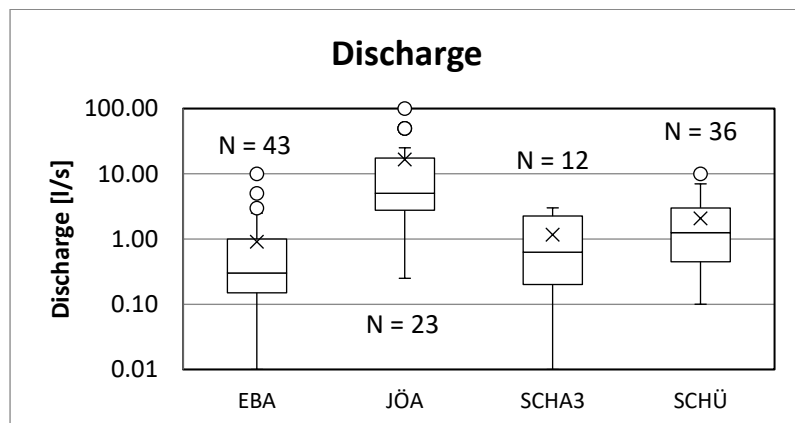 Discharge
Discharge [l/s]
100.00
10.00
1.00
0.10
0.01
N = 43
N = 23
N = 12
N = 36
EBA
JÖA
SCHA3
SCHÜ